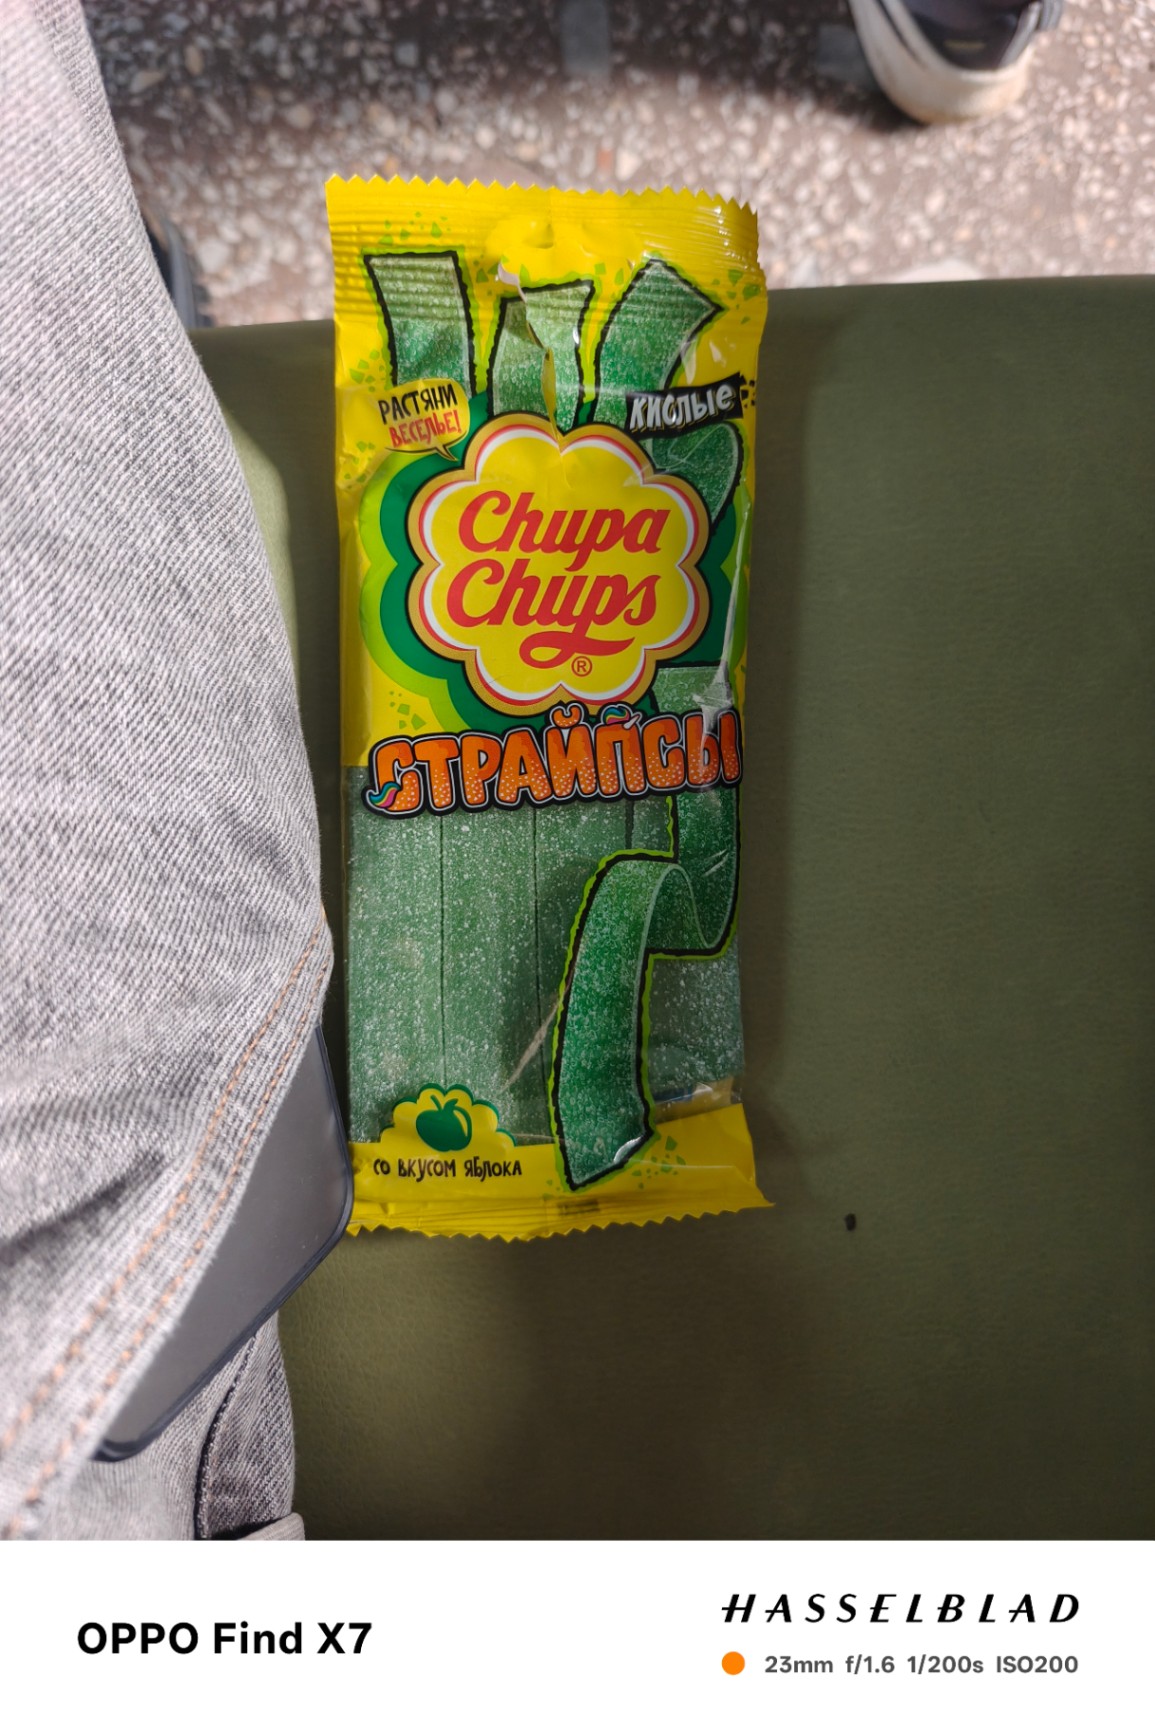 РАСТЯНИ
ВЕСЕЛЬЕ!
КИСЛЫЕ
Chupa
Chups
®
СТРАЙПСЫ
СО ВКУСОМ ЯБЛОКА
OPPO Find X7
HASSELBLAD
23mm f/1.6 1/200s ISO200